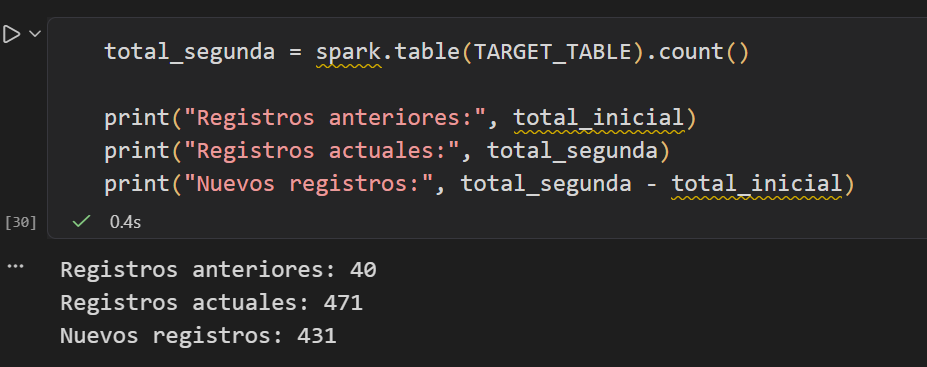 total_segunda = spark.table(TARGET_TABLE).count()
print("Registros anteriores:", total_inicial)
print("Registros actuales:", total_segunda)
print("Nuevos registros:", total_segunda - total_inicial)
[30]
0.4s
Registros anteriores: 40
Registros actuales: 471
Nuevos registros: 431